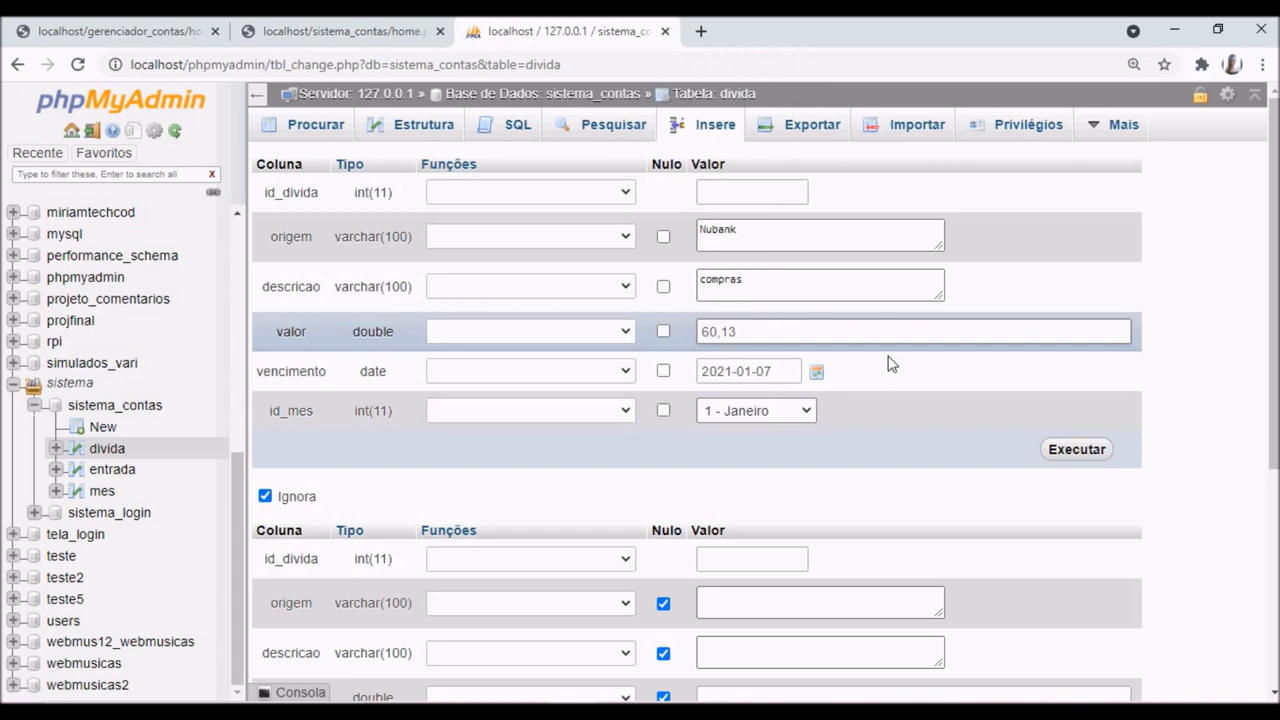 localhost/gerenciador_contas/ho
localhost/sistema_contas/home.p
localhost / 127.0.0.1 / sistema_co
localhost/phpmyadmin/tbl_change.php?db=sistema_contas&table=divida
phpMyAdmin
Recente Favoritos
Type to filter these, Enter to search all X
miriamtechcod
mysql
performance_schema
phpmyadmin
projeto_comentarios
projfinal
rpi
simulados_vari
sistema
sistema_contas
New
divida
entrada
mes
sistema_login
tela_login
teste
teste2
teste5
users
webmus12_webmusicas
webmusicas
webmusicas2
Servidor: 127.0.0.1 » Base de Dados: sistema_contas » Tabela: divida
Procurar Estrutura SQL Pesquisar Insere Exportar Importar Privilégios Mais
Coluna Tipo Funções Nulo Valor
id_divida int(11)
origem varchar(100) Nubank
descricao varchar(100) compras
valor double 60,13
vencimento date 2021-01-07
id_mes int(11) 1 - Janeiro
Executar
Ignora
Coluna Tipo Funções Nulo Valor
id_divida int(11)
origem varchar(100)
descricao varchar(100)
double
Consola